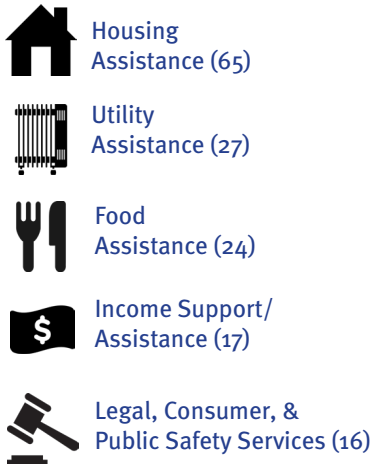 Housing
Assistance (65)
Utility
Assistance (27)
Food
Assistance (24)
$
Income Support/
Assistance (17)
Legal, Consumer, &
Public Safety Services (16)